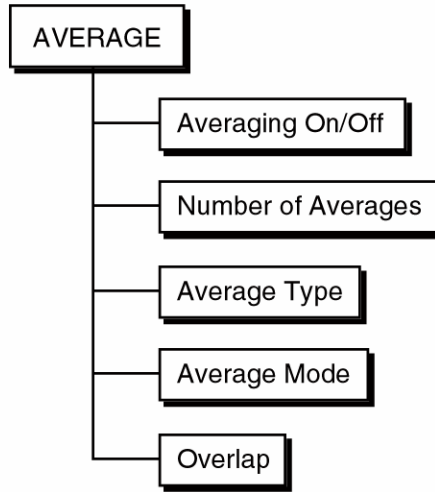 AVERAGE
Averaging On/Off
Number of Averages
Average Type
Average Mode
Overlap